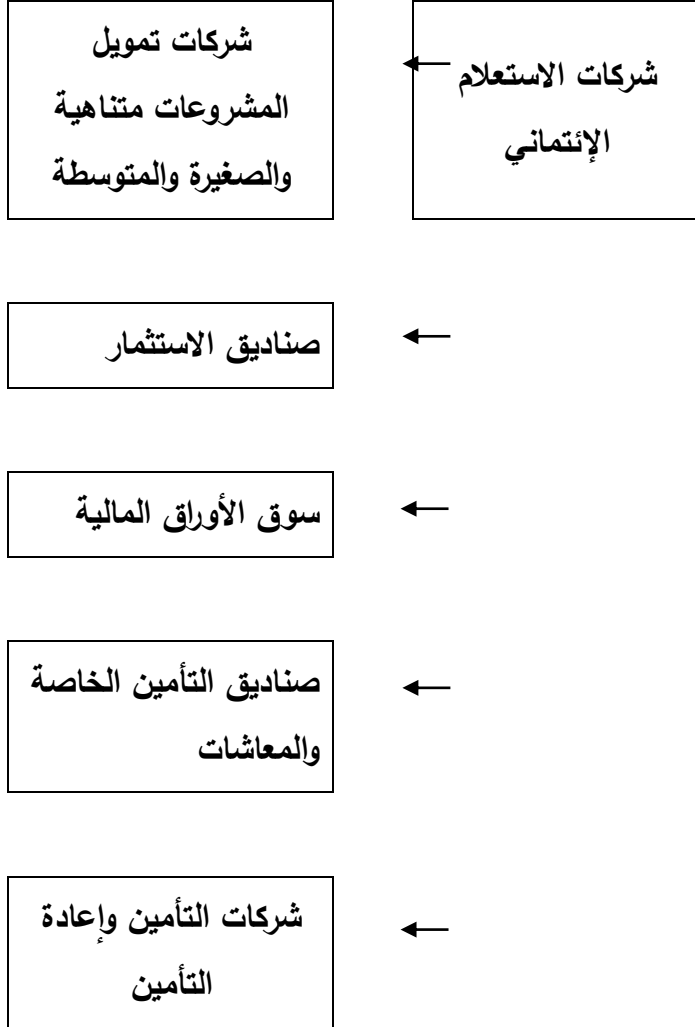 شركات الاستعلام
الإئتماني
شركات تمويل
المشروعات متناهية
والصغيرة والمتوسطة
صناديق الاستثمار
سوق الأوراق المالية
صناديق التأمين الخاصة
والمعاشات
شركات التأمين وإعادة
التأمين